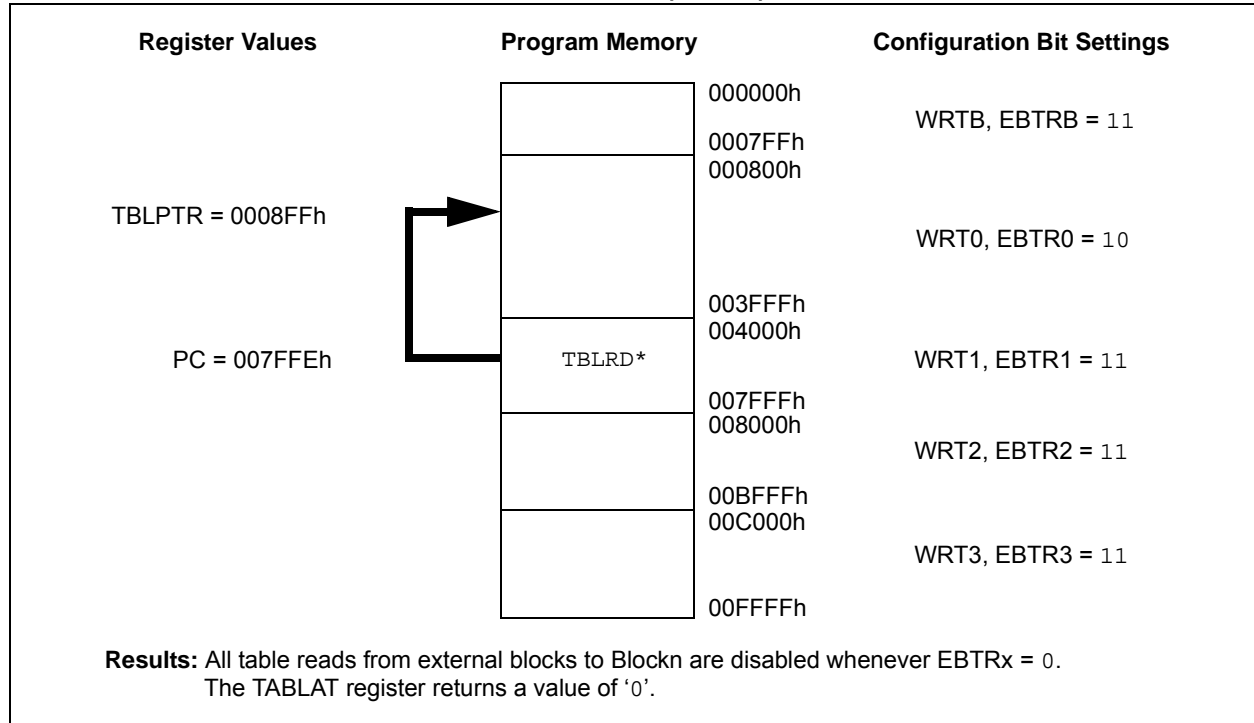 Register Values Program Memory Configuration Bit Settings
000000h
WRTB, EBTRB = 11
0007FFh
000800h
TBLPTR = 0008FFh
WRT0, EBTR0 = 10
003FFFh
004000h
PC = 007FFEh TBLRD* WRT1, EBTR1 = 11
007FFFh
008000h
WRT2, EBTR2 = 11
00BFFFh
00C000h
WRT3, EBTR3 = 11
00FFFFh
Results: All table reads from external blocks to Blockn are disabled whenever EBTRx = 0.
The TABLAT register returns a value of ‘0’.